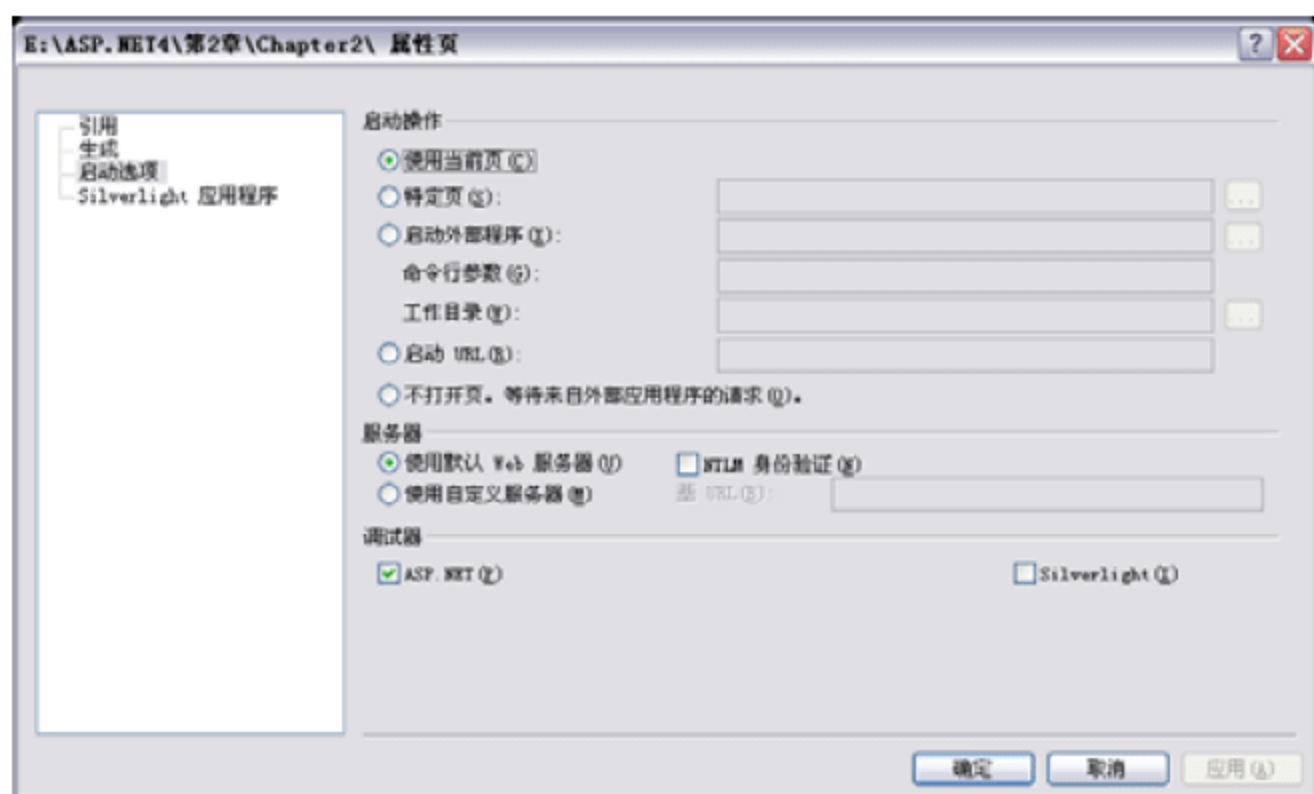 E:\ASP.NET4\第2章\Chapter2\ 属性页
引用
生成
启动选项
Silverlight 应用程序
启动操作
使用当前页(C)
特定页(S):
...
启动外部程序(X):
...
命令行参数(G):
工作目录(W):
...
启动 URL(R):
不打开页。等待来自外部应用程序的请求(Q)。
服务器
使用默认 Web 服务器(U) NTLM 身份验证(N)
使用自定义服务器(M) 基 URL(B):
调试器
ASP.NET(P) Silverlight(I)
确定 取消 应用(A)